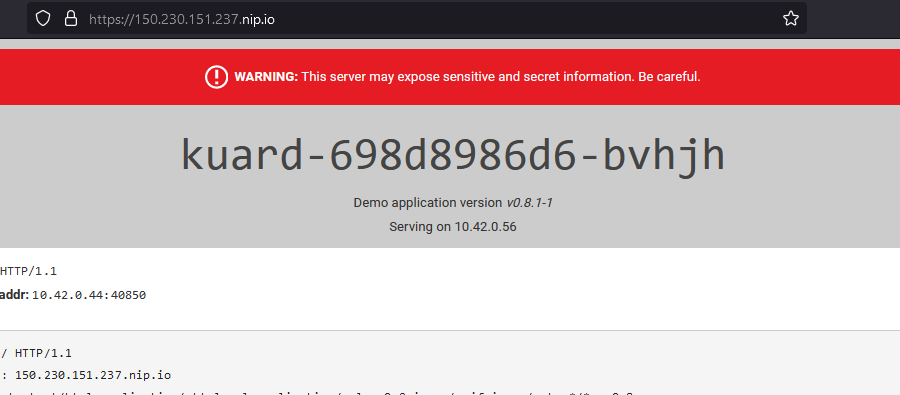 https://150.230.151.237.nip.io
WARNING: This server may expose sensitive and secret information. Be careful.
kuard-698d8986d6-bvhjh
Demo application version v0.8.1-1
Serving on 10.42.0.56
HTTP/1.1
addr: 10.42.0.44:40850
/ HTTP/1.1
: 150.230.151.237.nip.io